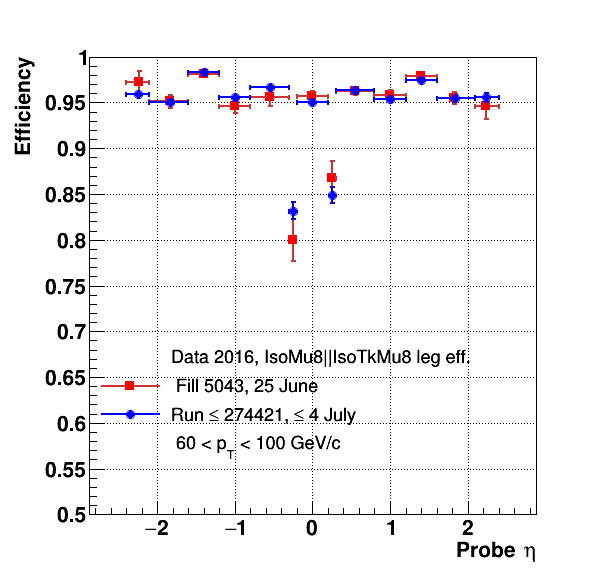 Efficiency
1
0.95
0.9
0.85
0.8
0.75
0.7
0.65
0.6
0.55
0.5
Data 2016, IsoMu8||IsoTkMu8 leg eff.
Fill 5043, 25 June
Run ≤ 274421, ≤ 4 July
60 < p_T < 100 GeV/c
−2 −1 0 1 2
Probe η